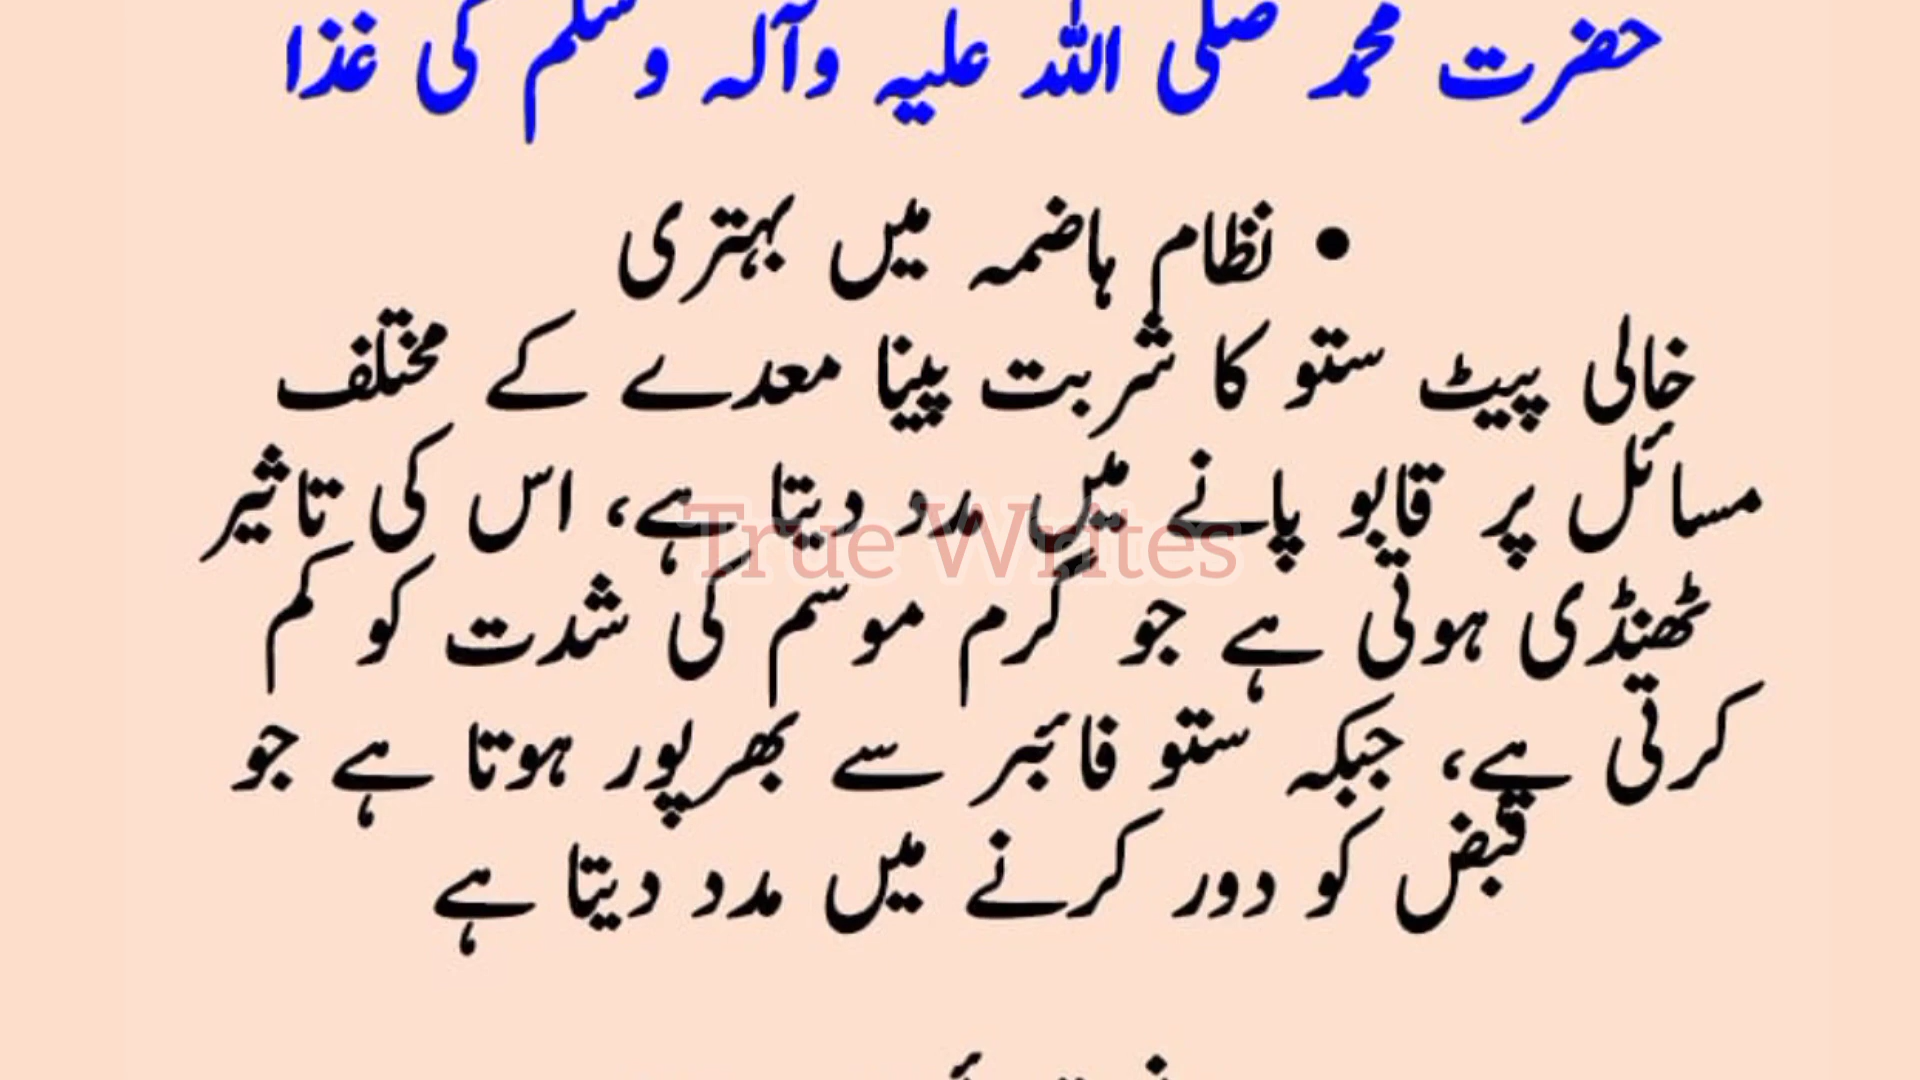 حضرت محمد صلی اللہ علیہ وآلہ وسلم کی غذا
• نظام ہاضمہ میں بہتری
خالی پیٹ ستو کا شربت پینا معدے کے مختلف
مسائل پر قابو پانے میں مدد دیتا ہے، اس کی تاثیر
True Writes
ٹھنڈی ہوتی ہے جو گرم موسم کی شدت کو کم
کرتی ہے، جبکہ ستو فائبر سے بھرپور ہوتا ہے جو
قبض کو دور کرنے میں مدد دیتا ہے